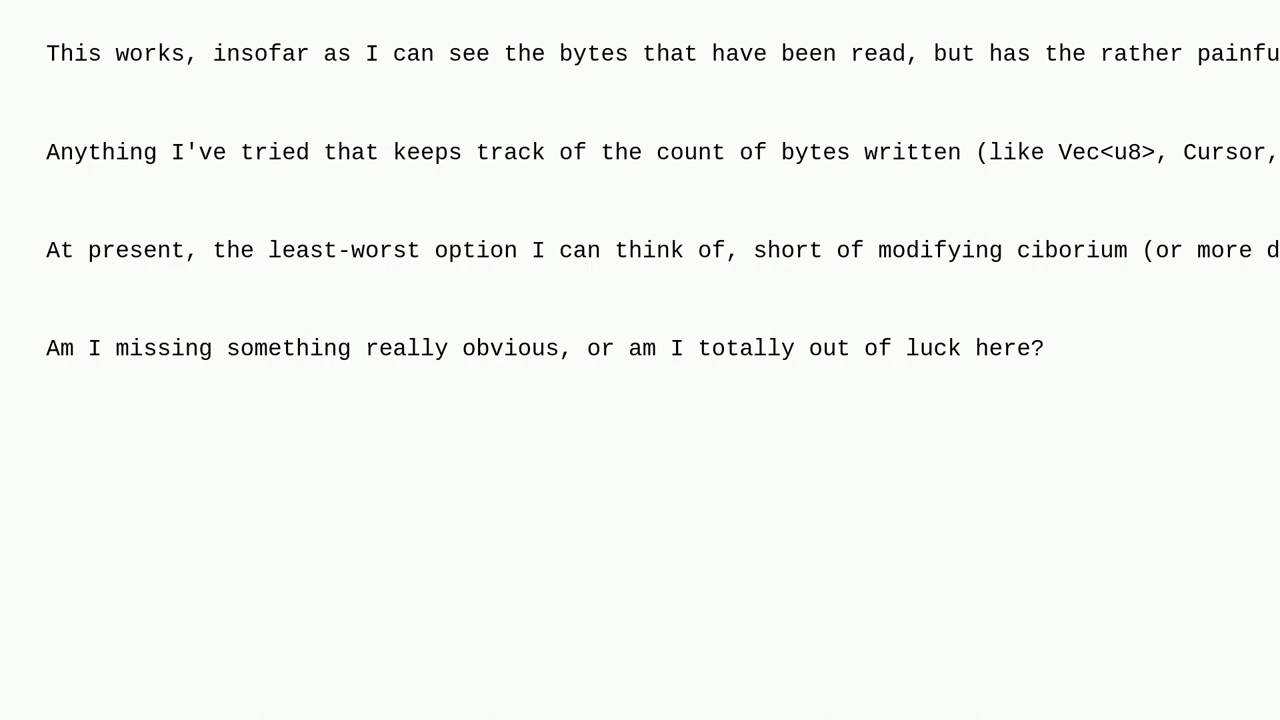 This works, insofar as I can see the bytes that have been read, but has the rather painfu
Anything I've tried that keeps track of the count of bytes written (like Vec<u8>, Cursor,
At present, the least-worst option I can think of, short of modifying ciborium (or more d
Am I missing something really obvious, or am I totally out of luck here?